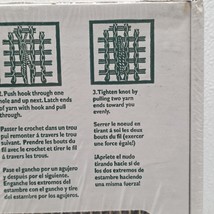 2. Push hook through one
hole and up next. Latch ends
of yarn with hook and pull
through.
Passer le crochet dans un trou
puis remonter à travers le trou
suivant. Prendre les bouts du
fil avec le crochet et tirer le fil
à travers les trous.
Pase el gancho por un agujero
y después por el siguiente.
Enganche los extremos del
estambre con el gancho y tire
del estambre por los agujeros.
3. Tighten knot by
pulling two yarn
ends toward you
evenly.
Serrer le noeud en
tirant à soi les deux
bouts du fil (exercer
une force égale!)
¡Apriete el nudo
tirando hacia si de
los dos extremos de
estambre haciendo
una misma fuerza!